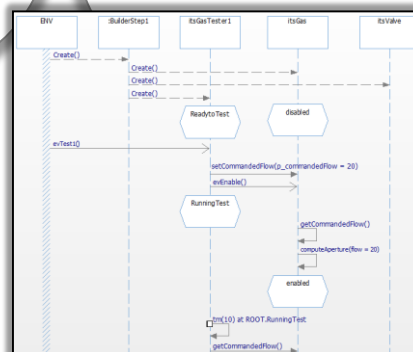 ENV
:BuilderStep1
itsGasTester1
itsGas
itsValve
Create()
Create()
Create()
Create()
ReadytoTest
disabled
evTest1()
setCommandedFlow(p_commandedFlow = 20)
evEnable()
RunningTest
getCommandedFlow()
computeAperture(flow = 20)
enabled
tm(10) at ROOT.RunningTest
getCommandedFlow()